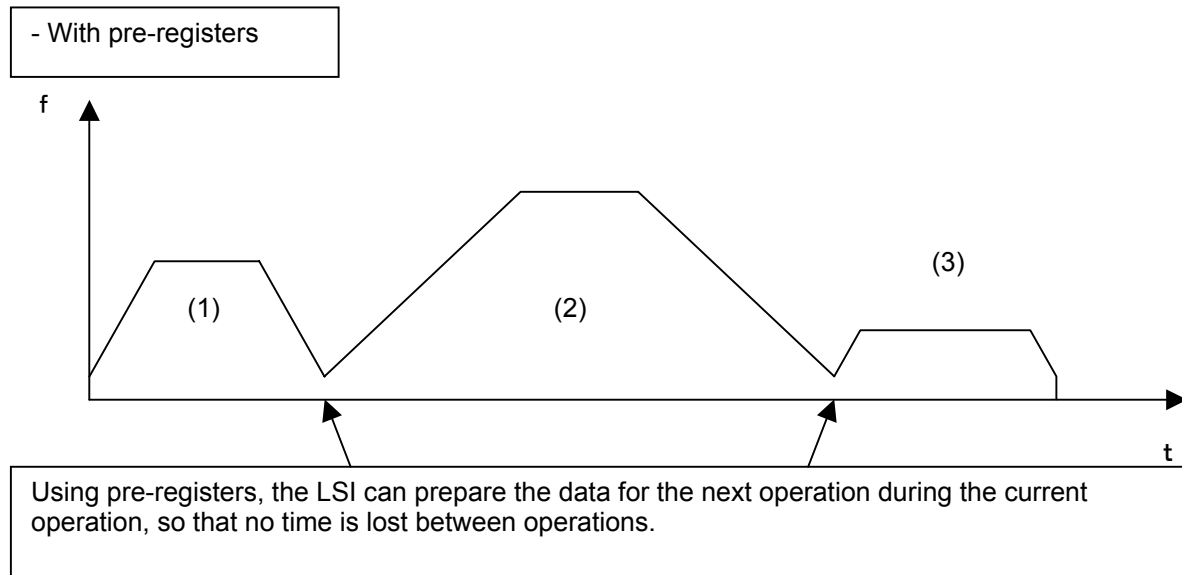 - With pre-registers
f
(3)
(1)
(2)
t
Using pre-registers, the LSI can prepare the data for the next operation during the current
operation, so that no time is lost between operations.